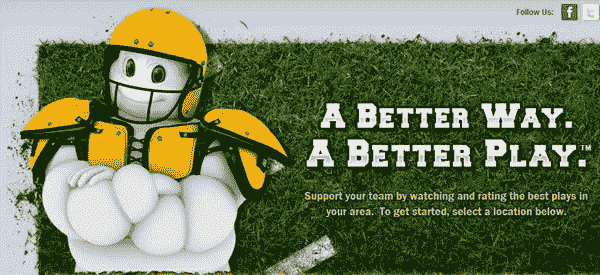 Follow Us:
A BETTER WAY.
A BETTER PLAY.™
Support your team by watching and rating the best plays in
your area. To get started, select a location below.